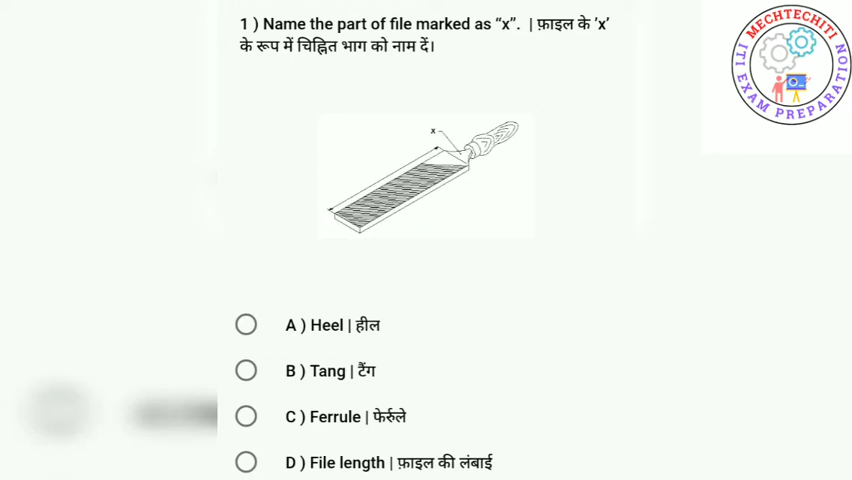 1 ) Name the part of file marked as “x”. | फ़ाइल के ’x’
के रूप में चिह्नित भाग को नाम दें।
MECHTECHITI
ITI EXAM PREPARATION
x
A ) Heel | हील
B ) Tang | टैंग
C ) Ferrule | फेर्रुले
D ) File length | फ़ाइल की लंबाई